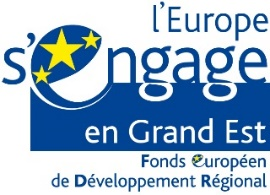 l'Europe
s'engage
en Grand Est
Fonds européen
de Développement Régional